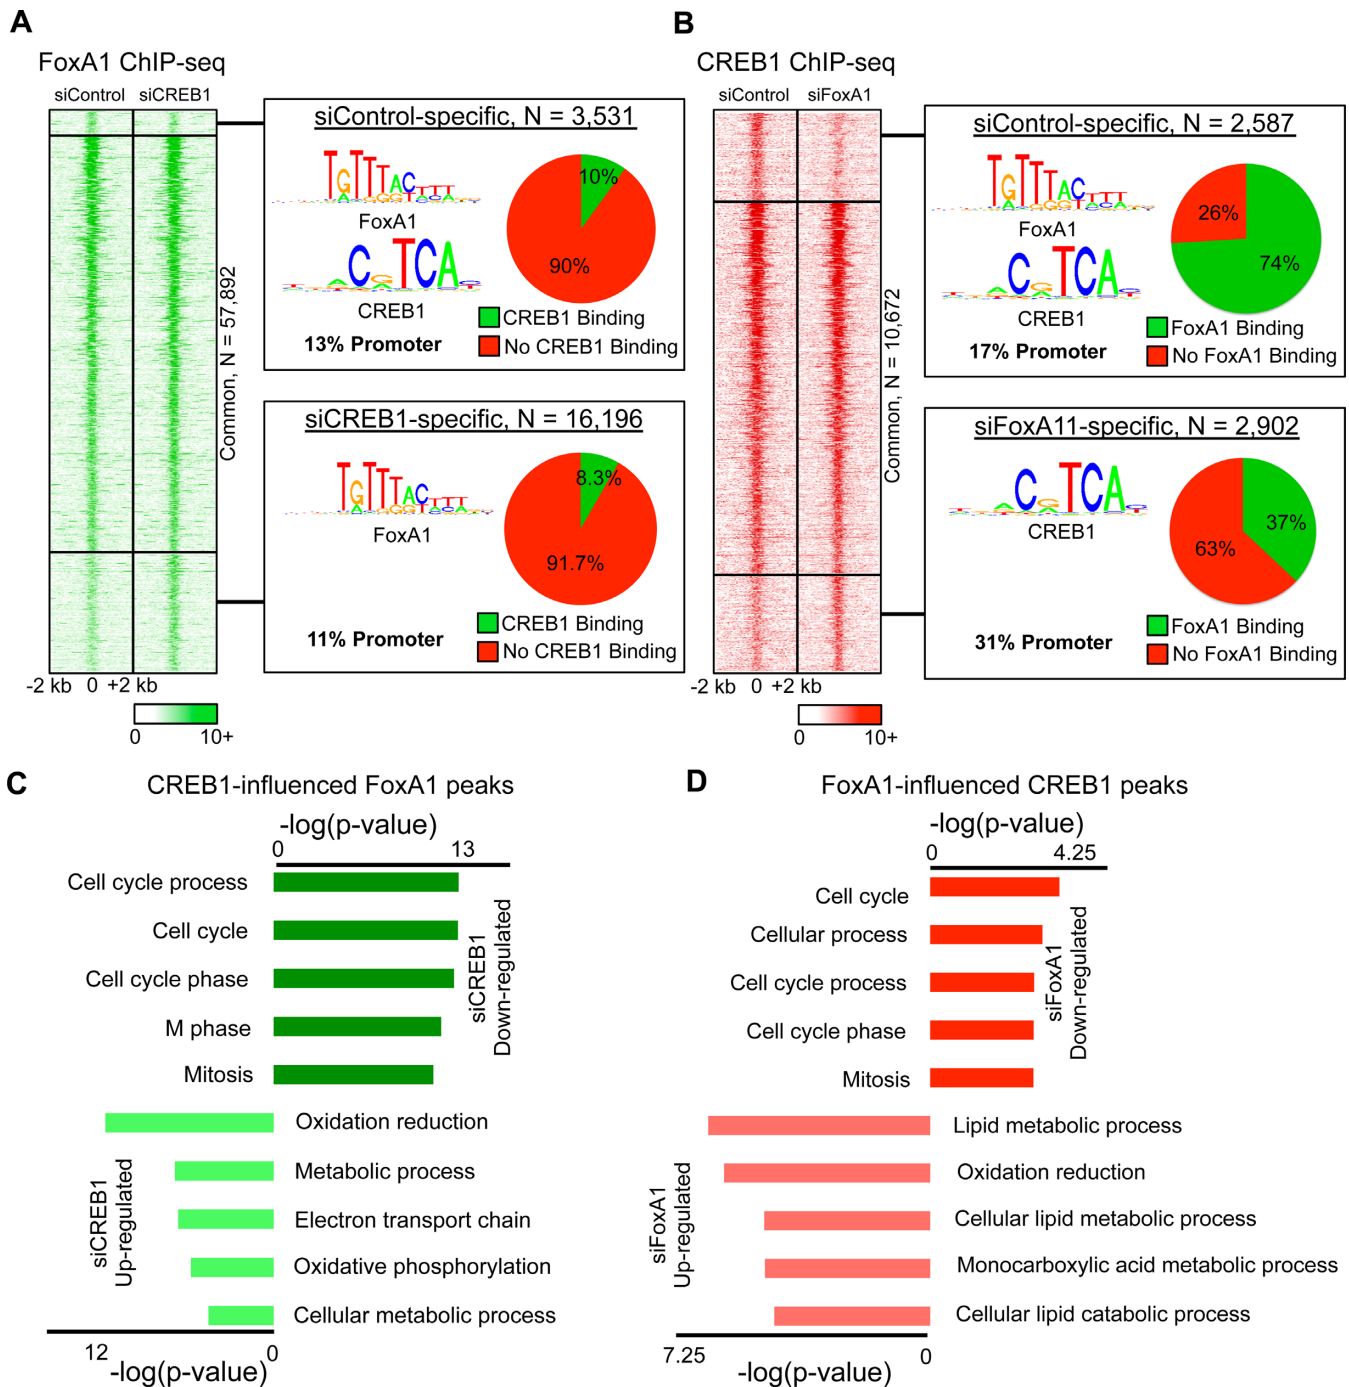 A
FoxA1 ChIP-seq
siControl siCREB1
Common, N = 57,892
-2 kb 0 +2 kb
0 10+
siControl-specific, N = 3,531
TGTTTAC
FoxA1
CGTCA
CREB1
13% Promoter
10%
90%
CREB1 Binding
No CREB1 Binding
siCREB1-specific, N = 16,196
TGTTTAC
FoxA1
11% Promoter
8.3%
91.7%
CREB1 Binding
No CREB1 Binding
B
CREB1 ChIP-seq
siControl siFoxA1
Common, N = 10,672
-2 kb 0 +2 kb
0 10+
siControl-specific, N = 2,587
TGTTTAC
FoxA1
CGTCA
CREB1
17% Promoter
26%
74%
FoxA1 Binding
No FoxA1 Binding
siFoxA11-specific, N = 2,902
CGTCA
CREB1
31% Promoter
37%
63%
FoxA1 Binding
No FoxA1 Binding
C
CREB1-influenced FoxA1 peaks
-log(p-value)
0 13
Cell cycle process
Cell cycle
Cell cycle phase
M phase
Mitosis
siCREB1
Down-regulated
Oxidation reduction
Metabolic process
Electron transport chain
Oxidative phosphorylation
Cellular metabolic process
siCREB1
Up-regulated
12 0
-log(p-value)
D
FoxA1-influenced CREB1 peaks
-log(p-value)
0 4.25
Cell cycle
Cellular process
Cell cycle process
Cell cycle phase
Mitosis
siFoxA1
Down-regulated
Lipid metabolic process
Oxidation reduction
Cellular lipid metabolic process
Monocarboxylic acid metabolic process
Cellular lipid catabolic process
siFoxA1
Up-regulated
7.25 0
-log(p-value)